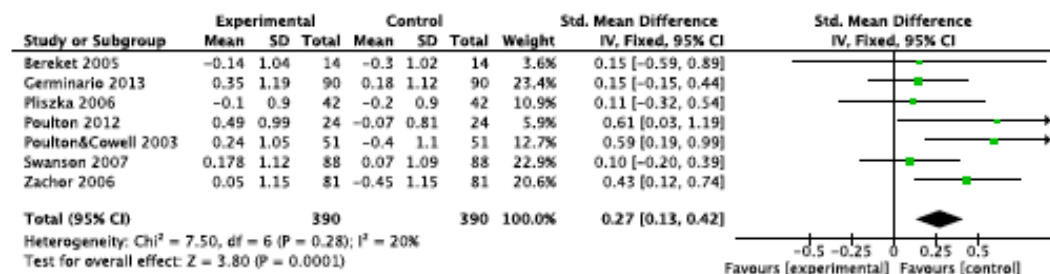 Experimental Control Std. Mean Difference Std. Mean Difference
Study or Subgroup Mean SD Total Mean SD Total Weight IV, Fixed, 95% CI IV, Fixed, 95% CI
Bereket 2005 −0.14 1.04 14 −0.3 1.02 14 3.6% 0.15 [−0.59, 0.89]
Germinario 2013 0.35 1.19 90 0.18 1.12 90 23.4% 0.15 [−0.15, 0.44]
Pliszka 2006 −0.1 0.9 42 −0.2 0.9 42 10.9% 0.11 [−0.32, 0.54]
Poulton 2012 0.49 0.99 24 −0.07 0.81 24 5.9% 0.61 [0.03, 1.19]
Poulton&Cowell 2003 0.24 1.05 51 −0.4 1.1 51 12.7% 0.59 [0.19, 0.99]
Swanson 2007 0.178 1.12 88 0.07 1.09 88 22.9% 0.10 [−0.20, 0.39]
Zachor 2006 0.05 1.15 81 −0.45 1.15 81 20.6% 0.43 [0.12, 0.74]
Total (95% CI) 390 390 100.0% 0.27 [0.13, 0.42]
Heterogeneity: Chi² = 7.50, df = 6 (P = 0.28); I² = 20%
Test for overall effect: Z = 3.80 (P = 0.0001)
−0.5 −0.25 0 0.25 0.5
Favours [experimental] Favours [control]